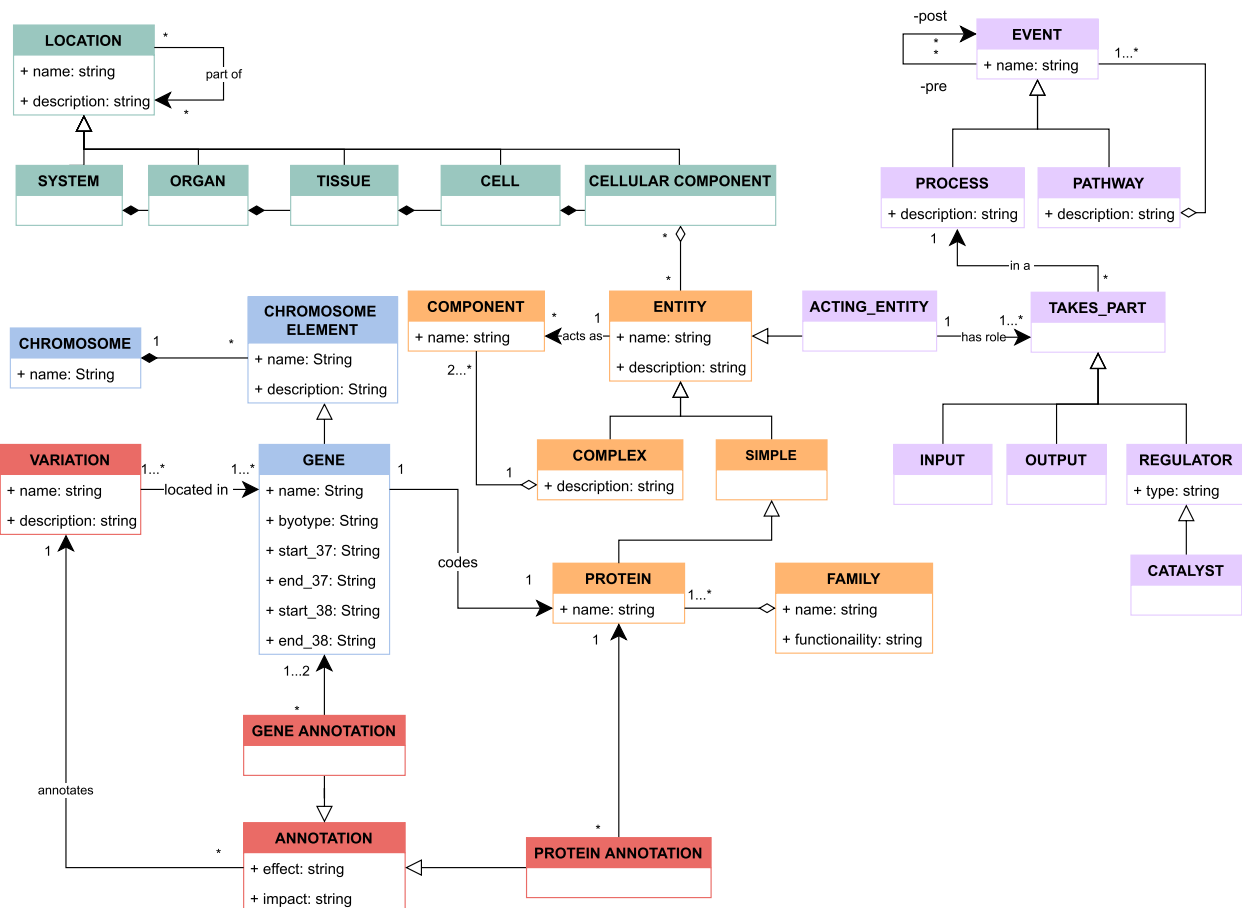 LOCATION
+ name: string
+ description: string
*
part of
*
-post
*
*
-pre
EVENT
+ name: string
1...*
SYSTEM
ORGAN
TISSUE
CELL
CELLULAR COMPONENT
PROCESS
+ description: string
PATHWAY
+ description: string
*
*
1
in a
*
CHROMOSOME
+ name: String
1
*
CHROMOSOME
ELEMENT
+ name: String
+ description: String
COMPONENT
+ name: string
*
acts as
1
2...*
ENTITY
+ name: string
+ description: string
ACTING_ENTITY
1
has role
1...*
TAKES_PART
VARIATION
+ name: string
+ description: string
1...*
located in
1...*
GENE
+ name: String
+ byotype: String
+ start_37: String
+ end_37: String
+ start_38: String
+ end_38: String
1
codes
1
COMPLEX
+ description: string
1
SIMPLE
INPUT
OUTPUT
REGULATOR
+ type: string
CATALYST
PROTEIN
+ name: string
1...*
FAMILY
+ name: string
+ functionaility: string
1
1
1...2
*
GENE ANNOTATION
annotates
*
ANNOTATION
+ effect: string
+ impact: string
*
PROTEIN ANNOTATION